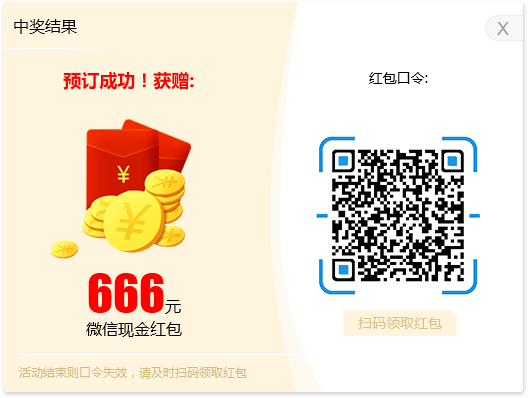 中奖结果
X
预订成功！获赠:
红包口令:
¥
666元
微信现金红包
扫码领取红包
活动结束则口令失效，请及时扫码领取红包